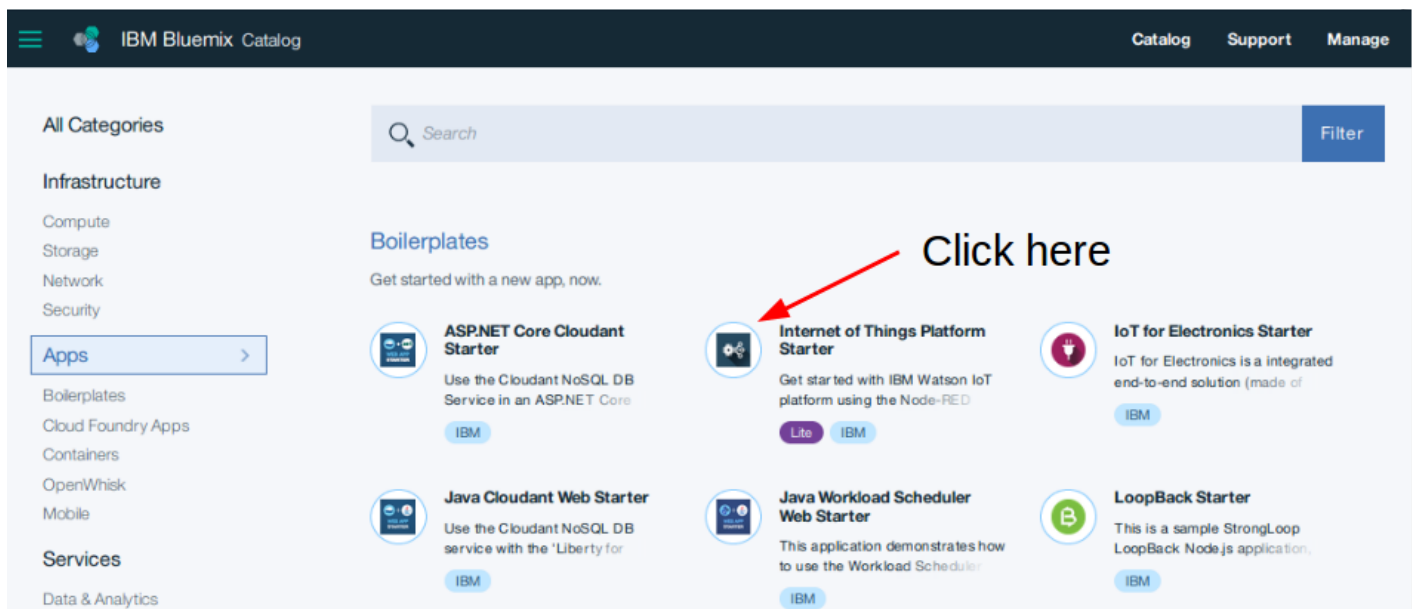 IBM Bluemix Catalog
Catalog Support Manage
All Categories
Search
Filter
Infrastructure
Compute
Storage
Network
Security
Apps >
Boilerplates
Cloud Foundry Apps
Containers
OpenWhisk
Mobile
Services
Data & Analytics
Boilerplates
Click here
Get started with a new app, now.
ASP.NET Core Cloudant
Starter
Use the Cloudant NoSQL DB
Service in an ASP.NET Core
IBM
Internet of Things Platform
Starter
Get started with IBM Watson IoT
platform using the Node-RED
Lite IBM
IoT for Electronics Starter
IoT for Electronics is a integrated
end-to-end solution (made of
IBM
Java Cloudant Web Starter
Use the Cloudant NoSQL DB
service with the 'Liberty for
IBM
Java Workload Scheduler
Web Starter
This application demonstrates how
to use the Workload Scheduler
IBM
LoopBack Starter
This is a sample StrongLoop
LoopBack Node.js application,
IBM